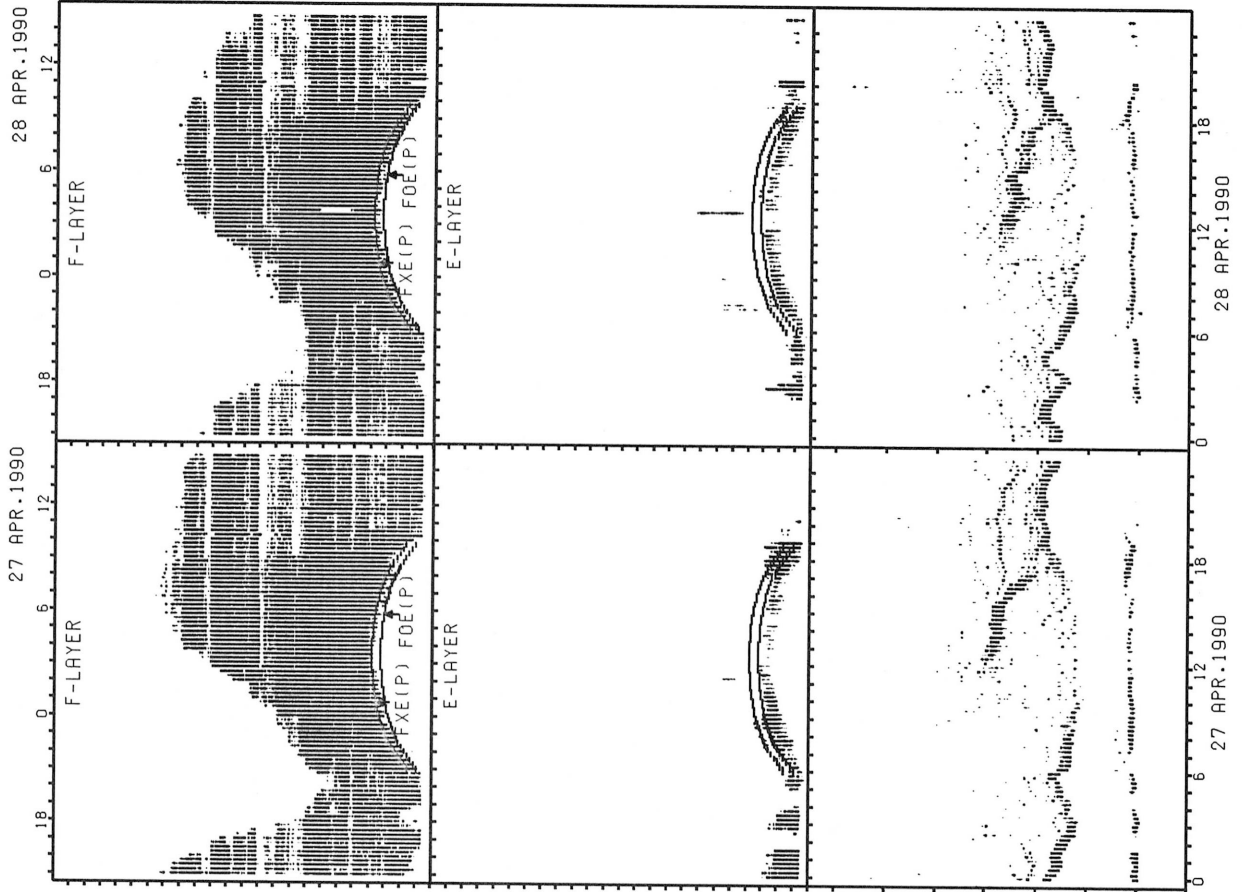 27 APR.1990 28 APR.1990
18 0 6 12 18 0 6 12
F-LAYER F-LAYER
FXE(P) FOE(P) FXE(P) FOE(P)
E-LAYER E-LAYER
0 6 12 18 0 6 12 18
27 APR.1990 28 APR.1990